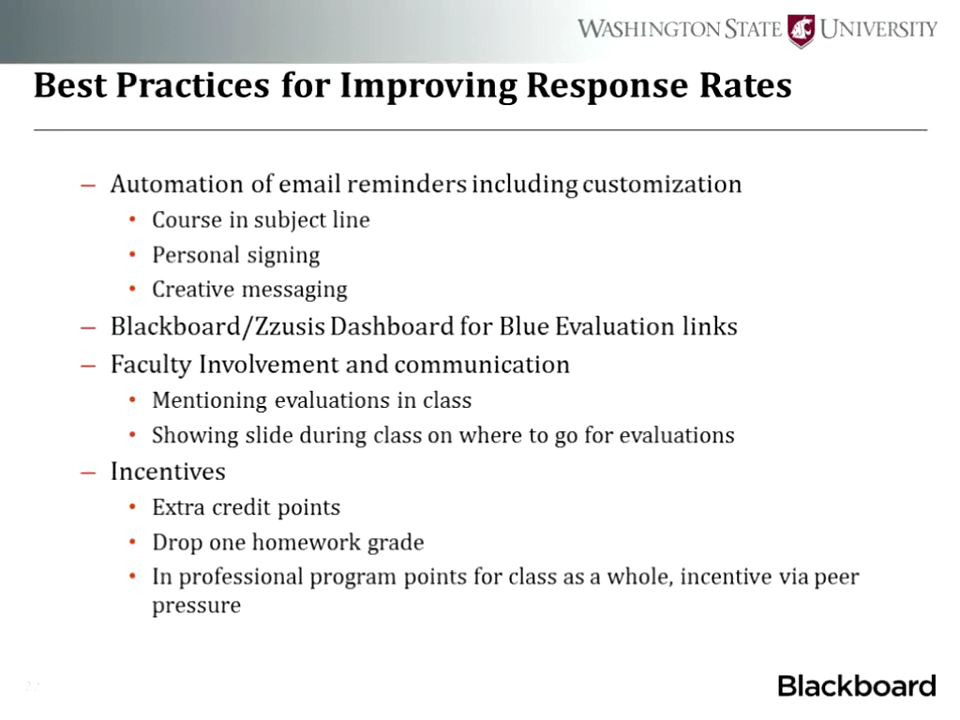 WASHINGTON STATE UNIVERSITY
Best Practices for Improving Response Rates
– Automation of email reminders including customization
• Course in subject line
• Personal signing
• Creative messaging
– Blackboard/Zzusis Dashboard for Blue Evaluation links
– Faculty Involvement and communication
• Mentioning evaluations in class
• Showing slide during class on where to go for evaluations
– Incentives
• Extra credit points
• Drop one homework grade
• In professional program points for class as a whole, incentive via peer
pressure
22
Blackboard